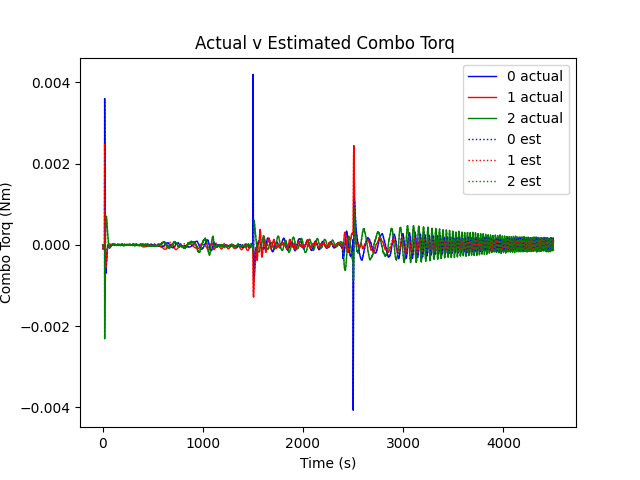 Actual v Estimated Combo Torq
0.004
0.002
0.000
−0.002
−0.004
Combo Torq (Nm)
0 actual
1 actual
2 actual
0 est
1 est
2 est
0 1000 2000 3000 4000
Time (s)